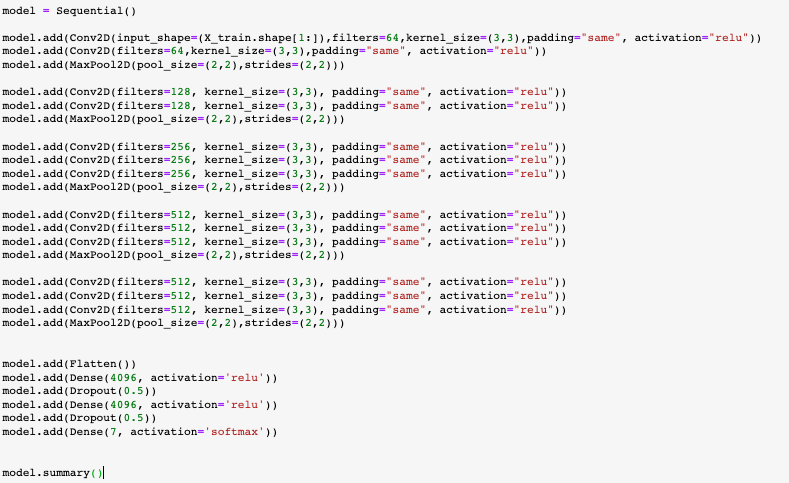 model = Sequential()
model.add(Conv2D(input_shape=(X_train.shape[1:]),filters=64,kernel_size=(3,3),padding="same", activation="relu"))
model.add(Conv2D(filters=64,kernel_size=(3,3),padding="same", activation="relu"))
model.add(MaxPool2D(pool_size=(2,2),strides=(2,2)))
model.add(Conv2D(filters=128, kernel_size=(3,3), padding="same", activation="relu"))
model.add(Conv2D(filters=128, kernel_size=(3,3), padding="same", activation="relu"))
model.add(MaxPool2D(pool_size=(2,2),strides=(2,2)))
model.add(Conv2D(filters=256, kernel_size=(3,3), padding="same", activation="relu"))
model.add(Conv2D(filters=256, kernel_size=(3,3), padding="same", activation="relu"))
model.add(Conv2D(filters=256, kernel_size=(3,3), padding="same", activation="relu"))
model.add(MaxPool2D(pool_size=(2,2),strides=(2,2)))
model.add(Conv2D(filters=512, kernel_size=(3,3), padding="same", activation="relu"))
model.add(Conv2D(filters=512, kernel_size=(3,3), padding="same", activation="relu"))
model.add(Conv2D(filters=512, kernel_size=(3,3), padding="same", activation="relu"))
model.add(MaxPool2D(pool_size=(2,2),strides=(2,2)))
model.add(Conv2D(filters=512, kernel_size=(3,3), padding="same", activation="relu"))
model.add(Conv2D(filters=512, kernel_size=(3,3), padding="same", activation="relu"))
model.add(Conv2D(filters=512, kernel_size=(3,3), padding="same", activation="relu"))
model.add(MaxPool2D(pool_size=(2,2),strides=(2,2)))
model.add(Flatten())
model.add(Dense(4096, activation='relu'))
model.add(Dropout(0.5))
model.add(Dense(4096, activation='relu'))
model.add(Dropout(0.5))
model.add(Dense(7, activation='softmax'))
model.summary()